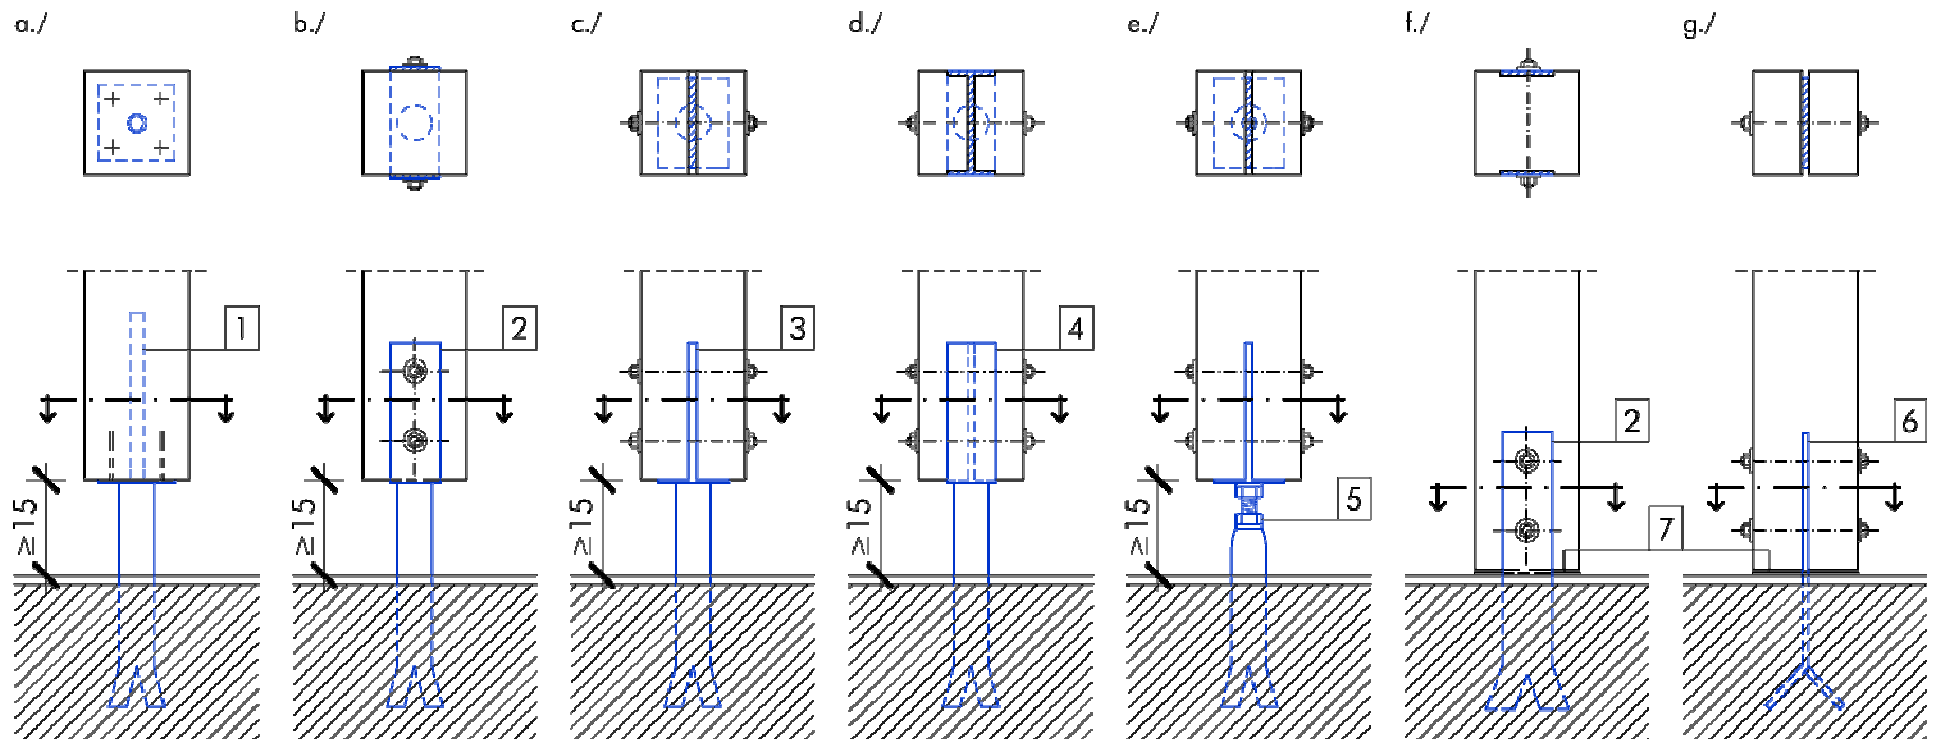 a./ b./ c./ d./ e./ f./ g./
1 2 3 4 5 2 6 7
≥15 ≥15 ≥15 ≥15 ≥15